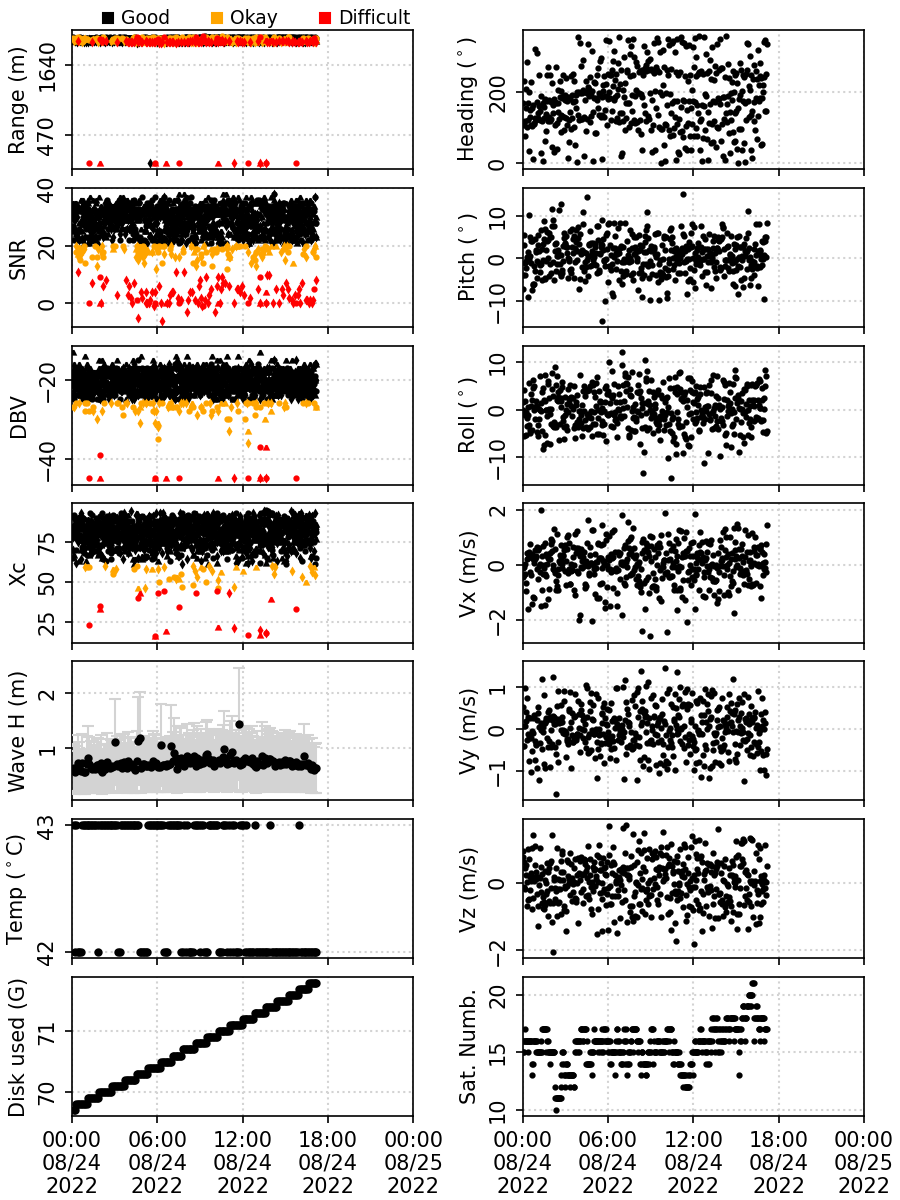 Good Okay Difficult
Range (m)
1640
470
Heading (°)
200
0
SNR
40
20
0
Pitch (°)
10
0
−10
DBV
−20
−40
Roll (°)
10
0
−10
Xc
75
50
25
Vx (m/s)
2
0
−2
Wave H (m)
2
1
Vy (m/s)
1
0
−1
Temp (°C)
43
42
Vz (m/s)
0
−2
Disk used (G)
71
70
Sat. Numb.
20
15
10
00:00 06:00 12:00 18:00 00:00
08/24 08/24 08/24 08/24 08/25
2022 2022 2022 2022 2022
00:00 06:00 12:00 18:00 00:00
08/24 08/24 08/24 08/24 08/25
2022 2022 2022 2022 2022